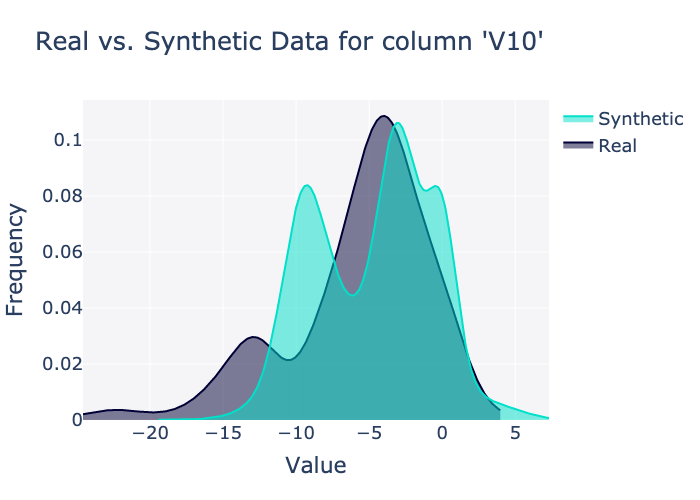 Real vs. Synthetic Data for column 'V10'
Synthetic
Real
0.1
0.08
0.06
0.04
0.02
0
Frequency
−20
−15
−10
−5
0
5
Value